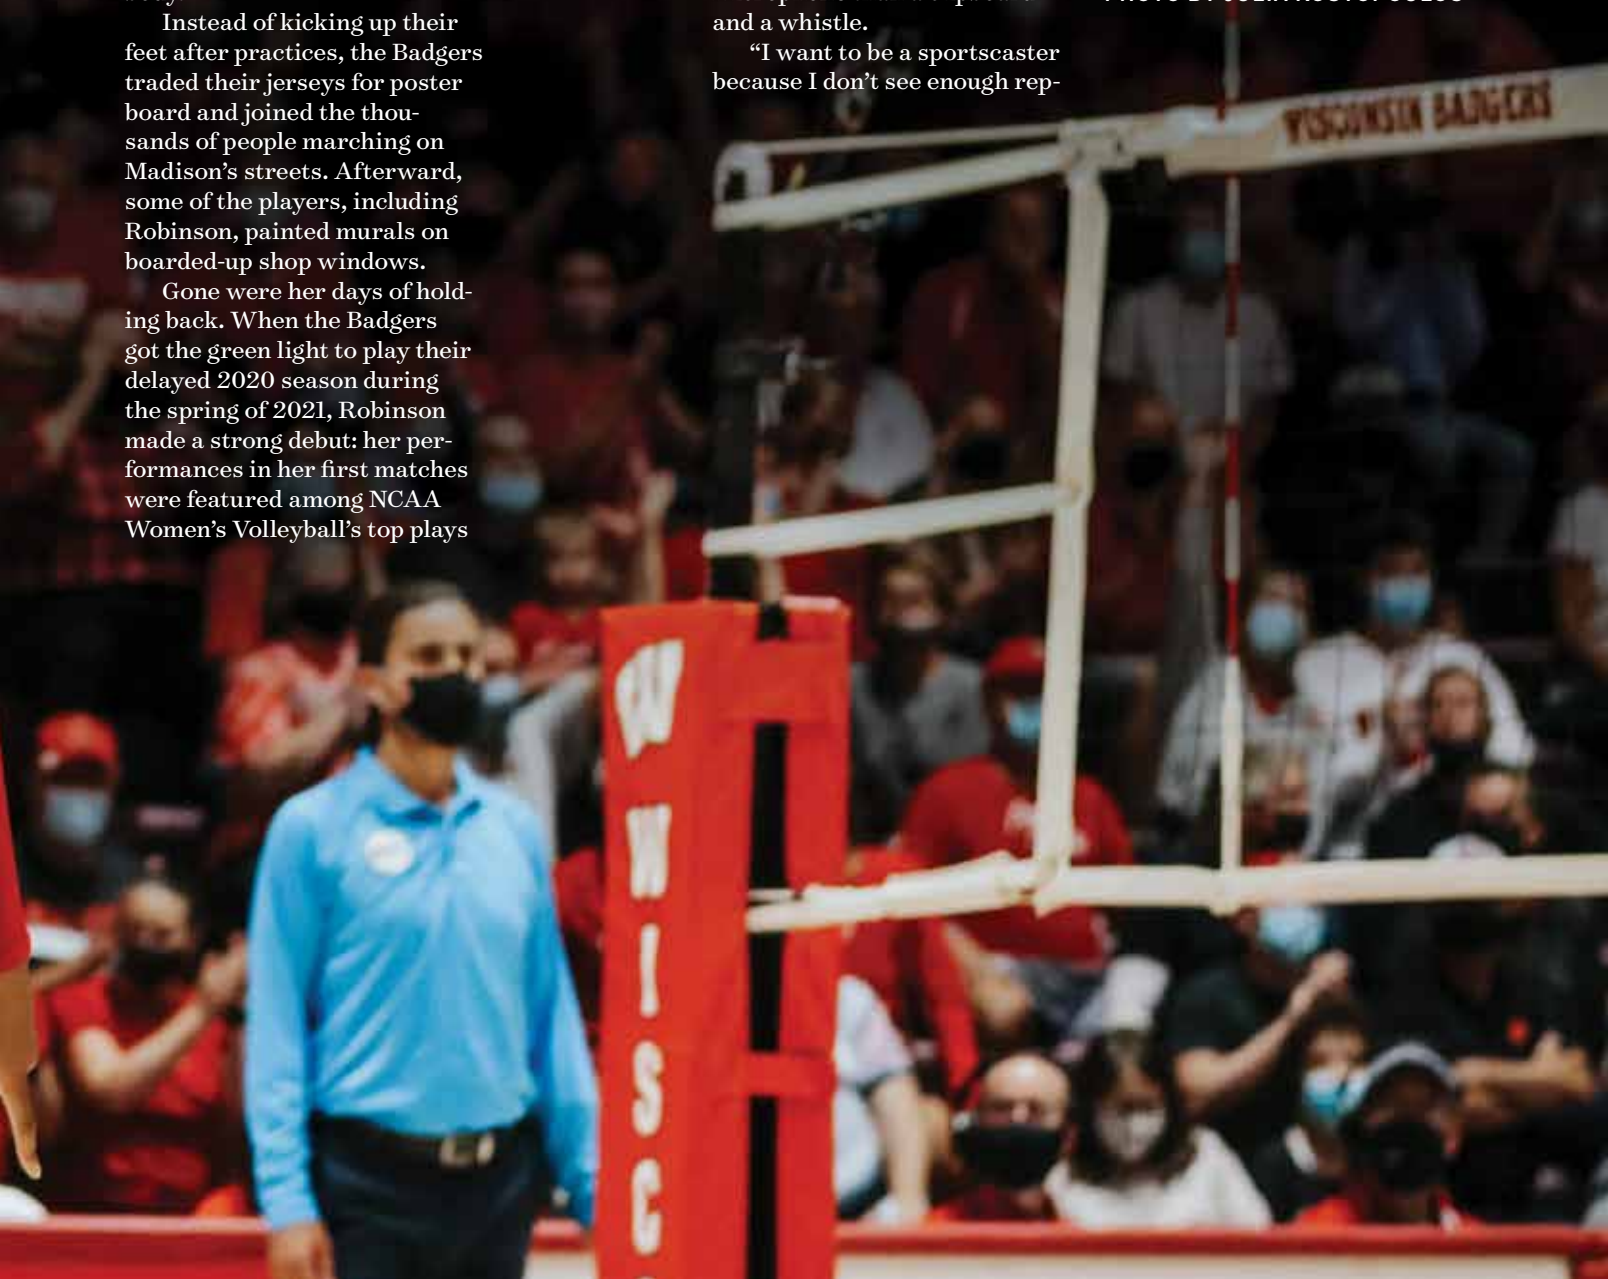 Instead of kicking up their
feet after practices, the Badgers
traded their jerseys for poster
board and joined the thou-
sands of people marching on
Madison’s streets. Afterward,
some of the players, including
Robinson, painted murals on
boarded-up shop windows.
Gone were her days of hold-
ing back. When the Badgers
got the green light to play their
delayed 2020 season during
the spring of 2021, Robinson
made a strong debut: her per-
formances in her first matches
were featured among NCAA
Women’s Volleyball’s top plays
and a whistle.
“I want to be a sportscaster
because I don’t see enough rep-
WISCONSIN BADGERS
W
W
I
S
C